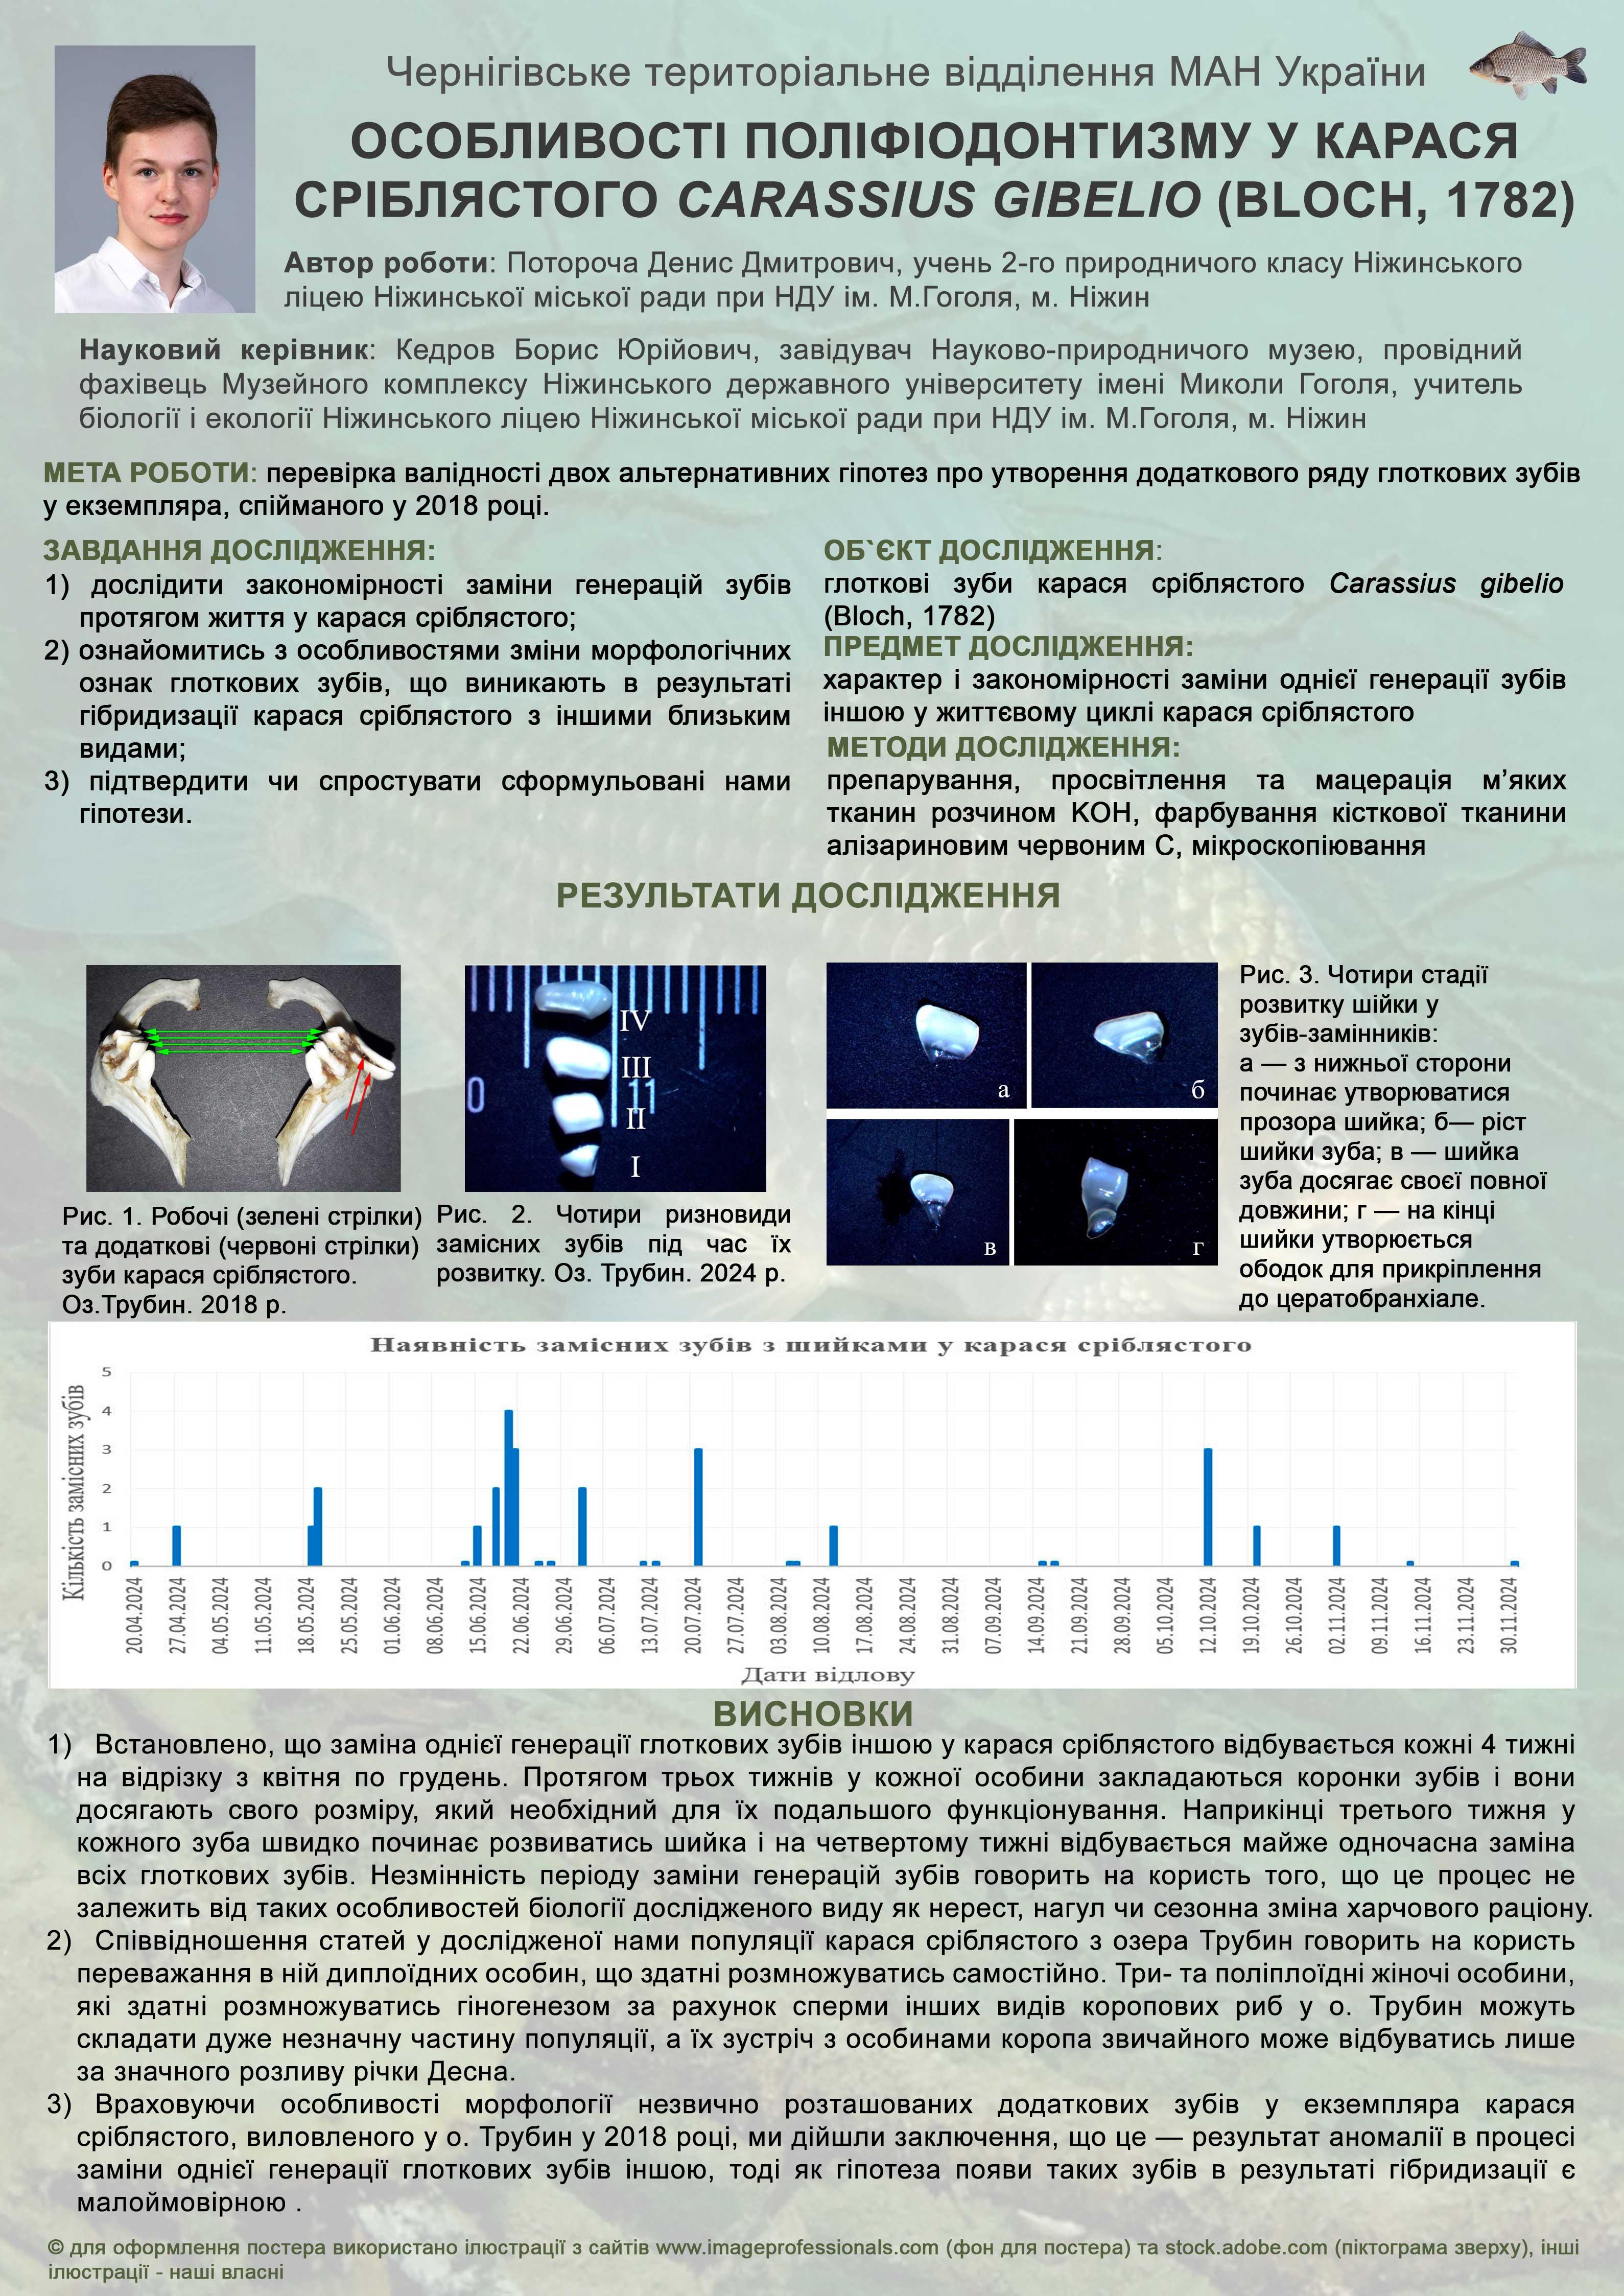 Чернігівське територіальне відділення МАН України
ОСОБЛИВОСТІ ПОЛІФІОДОНТИЗМУ У КАРАСЯ
СРІБЛЯСТОГО CARASSIUS GIBELIO (BLOCH, 1782)
Автор роботи: Потороча Денис Дмитрович, учень 2-го природничого класу Ніжинського
ліцею Ніжинської міської ради при НДУ ім. М.Гоголя, м. Ніжин
Науковий керівник: Кедров Борис Юрійович, завідувач Науково-природничого музею, провідний
фахівець Музейного комплексу Ніжинського державного університету імені Миколи Гоголя, учитель
біології і екології Ніжинського ліцею Ніжинської міської ради при НДУ ім. М.Гоголя, м. Ніжин
МЕТА РОБОТИ: перевірка валідності двох альтернативних гіпотез про утворення додаткового ряду глоткових зубів
у екземпляра, спійманого у 2018 році.
ЗАВДАННЯ ДОСЛІДЖЕННЯ:
1) дослідити закономірності заміни генерацій зубів
протягом життя у карася сріблястого;
2) ознайомитись з особливостями зміни морфологічних
ознак глоткових зубів, що виникають в результаті
гібридизації карася сріблястого з іншими близьким
видами;
3) підтвердити чи спростувати сформульовані нами
гіпотези.
ОБ`ЄКТ ДОСЛІДЖЕННЯ:
глоткові зуби карася сріблястого Carassius gibelio
(Bloch, 1782)
ПРЕДМЕТ ДОСЛІДЖЕННЯ:
характер і закономірності заміни однієї генерації зубів
іншою у життєвому циклі карася сріблястого
МЕТОДИ ДОСЛІДЖЕННЯ:
препарування, просвітлення та мацерація м’яких
тканин розчином КОН, фарбування кісткової тканини
алізариновим червоним С, мікроскопіювання
РЕЗУЛЬТАТИ ДОСЛІДЖЕННЯ
IV
III
0
11
II
I
а
б
в
г
Рис. 1. Робочі (зелені стрілки)
та додаткові (червоні стрілки)
зуби карася сріблястого.
Оз.Трубин. 2018 р.
Рис. 2. Чотири ризновиди
замісних зубів під час їх
розвитку. Оз. Трубин. 2024 р.
Рис. 3. Чотири стадії
розвитку шійки у
зубів-замінників:
а — з нижньої сторони
починає утворюватися
прозора шийка; б— ріст
шийки зуба; в — шийка
зуба досягає своєї повної
довжини; г — на кінці
шийки утворюється
ободок для прикріплення
до цератобранхіале.
Наявність замісних зубів з шийками у карася сріблястого
Кількість замісних зубів
5
4
3
2
1
0
20.04.2024
27.04.2024
04.05.2024
11.05.2024
18.05.2024
25.05.2024
01.06.2024
08.06.2024
15.06.2024
22.06.2024
29.06.2024
06.07.2024
13.07.2024
20.07.2024
27.07.2024
03.08.2024
10.08.2024
17.08.2024
24.08.2024
31.08.2024
07.09.2024
14.09.2024
21.09.2024
28.09.2024
05.10.2024
12.10.2024
19.10.2024
26.10.2024
02.11.2024
09.11.2024
16.11.2024
23.11.2024
30.11.2024
Дати відлову
ВИСНОВКИ
1) Встановлено, що заміна однієї генерації глоткових зубів іншою у карася сріблястого відбувається кожні 4 тижні
на відрізку з квітня по грудень. Протягом трьох тижнів у кожної особини закладаються коронки зубів і вони
досягають свого розміру, який необхідний для їх подальшого функціонування. Наприкінці третього тижня у
кожного зуба швидко починає розвиватись шийка і на четвертому тижні відбувається майже одночасна заміна
всіх глоткових зубів. Незмінність періоду заміни генерацій зубів говорить на користь того, що це процес не
залежить від таких особливостей біології дослідженого виду як нерест, нагул чи сезонна зміна харчового раціону.
2) Співвідношення статей у дослідженої нами популяції карася сріблястого з озера Трубин говорить на користь
переважання в ній диплоїдних особин, що здатні розмножуватись самостійно. Три- та поліплоїдні жіночі особини,
які здатні розмножуватись гіногенезом за рахунок сперми інших видів коропових риб у о. Трубин можуть
складати дуже незначну частину популяції, а їх зустріч з особинами коропа звичайного може відбуватись лише
за значного розливу річки Десна.
3) Враховуючи особливості морфології незвично розташованих додаткових зубів у екземпляра карася
сріблястого, виловленого у о. Трубин у 2018 році, ми дійшли заключення, що це — результат аномалії в процесі
заміни однієї генерації глоткових зубів іншою, тоді як гіпотеза появи таких зубів в результаті гібридизації є
малоймовірною .
© для оформлення постера використано ілюстрації з сайтів www.imageprofessionals.com (фон для постера) та stock.adobe.com (піктограма зверху), інші
ілюстрації - наші власні